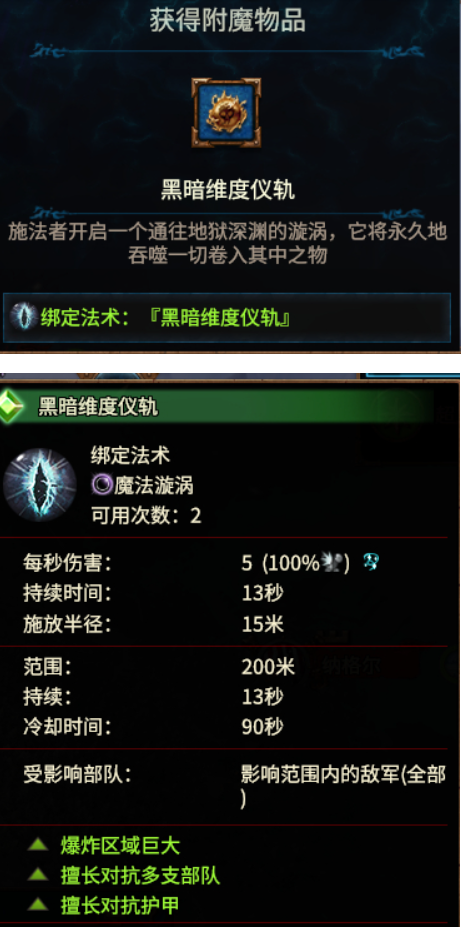 获得附魔物品
黑暗维度仪轨
施法者开启一个通往地狱深渊的漩涡，它将永久地
吞噬一切卷入其中之物
绑定法术：『黑暗维度仪轨』
黑暗维度仪轨
绑定法术
魔法漩涡
可用次数：2
每秒伤害： 5 (100%)
持续时间： 13秒
施放半径： 15米
范围： 200米
持续： 13秒
冷却时间： 90秒
受影响部队： 影响范围内的敌军(全部
)
爆炸区域巨大
擅长对抗多支部队
擅长对抗护甲